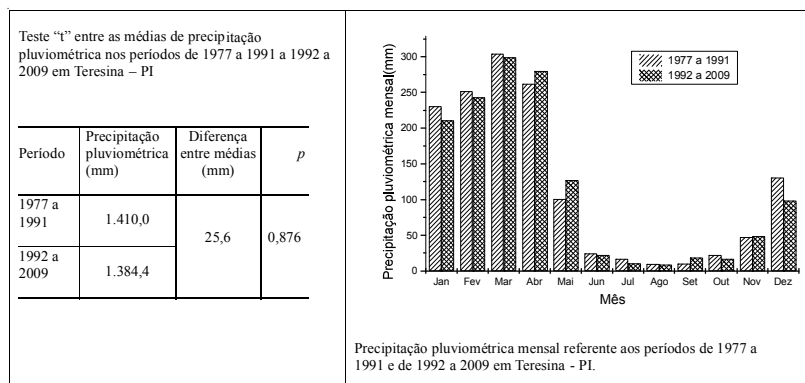 Teste “t” entre as médias de precipitação
pluviométrica nos períodos de 1977 a 1991 a 1992 a
2009 em Teresina – PI
Período
Precipitação
pluviométrica
(mm)
Diferença
entre médias
(mm)
p
1977 a
1991
1.410,0
25,6
0,876
1992 a
2009
1.384,4
Precipitação pluviométrica mensal(mm)
300
250
200
150
100
50
0
1977 a 1991
1992 a 2009
Jan Fev Mar Abr Mai Jun Jul Ago Set Out Nov Dez
Mês
Precipitação pluviométrica mensal referente aos períodos de 1977 a
1991 e de 1992 a 2009 em Teresina - PI.